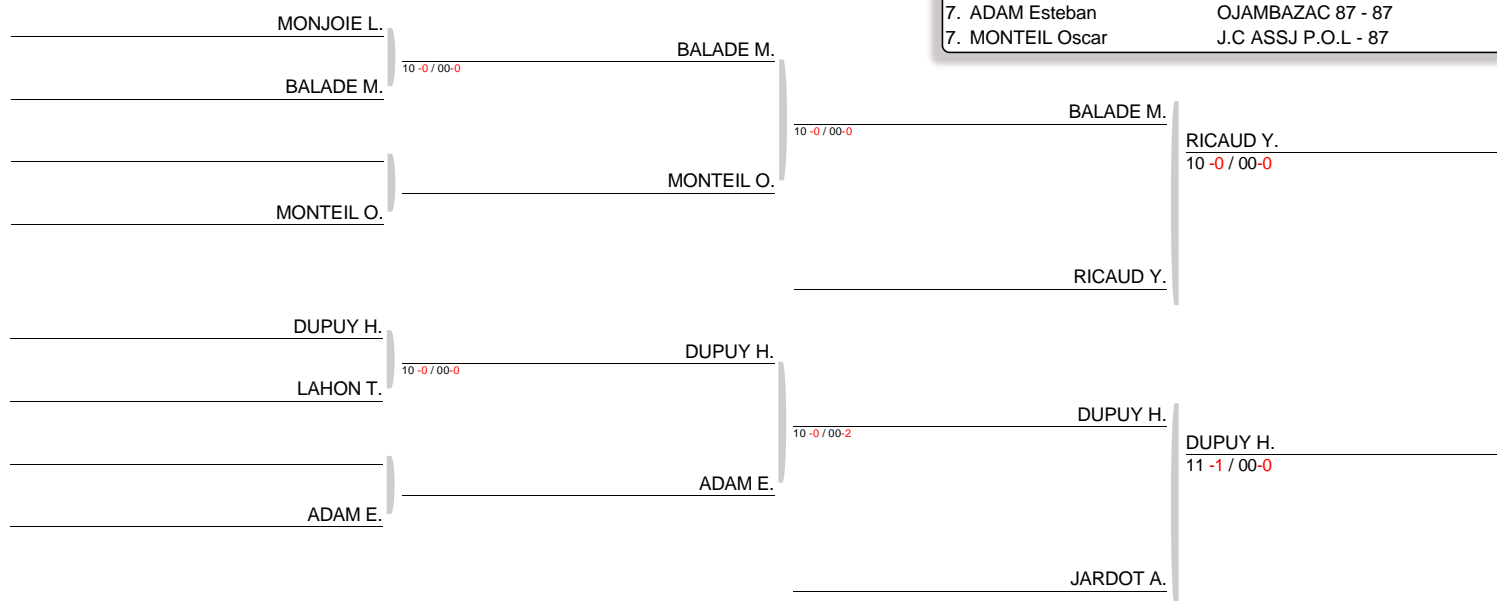 7. ADAM Esteban OJAMBAZAC 87 - 87
7. MONTEIL Oscar J.C ASSJ P.O.L - 87
MONJOIE L.
BALADE M.
10 -0 / 00-0
BALADE M.
BALADE M.
10 -0 / 00-0
RICAUD Y.
10 -0 / 00-0
MONTEIL O.
MONTEIL O.
RICAUD Y.
DUPUY H.
DUPUY H.
10 -0 / 00-0
LAHON T.
DUPUY H.
10 -0 / 00-2
DUPUY H.
11 -1 / 00-0
ADAM E.
ADAM E.
JARDOT A.